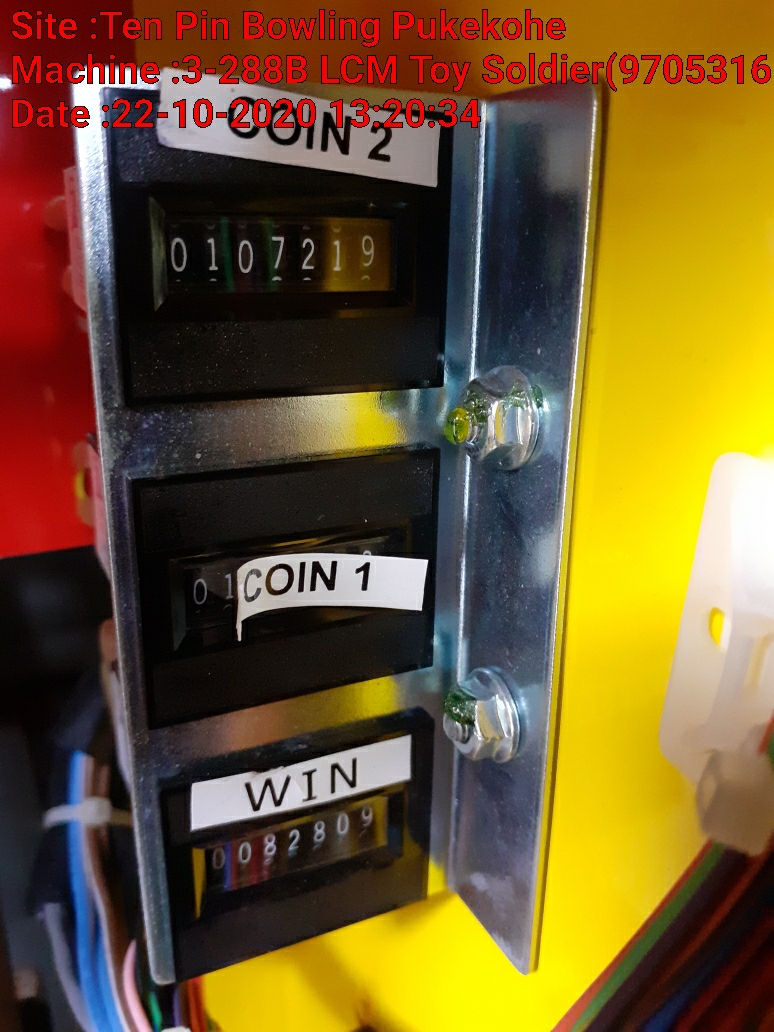 Site :Ten Pin Bowling Pukekohe
Machine :3-288B LCM Toy Soldier(9705316
Date :22-10-2020 13:20:34
COIN 2
0107219
01
COIN 1
WIN
0082809